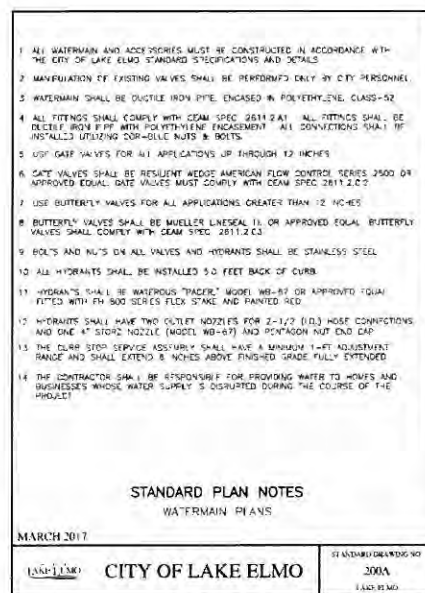 1 ALL WATERMAIN AND ACCESSORIES MUST BE CONSTRUCTED IN ACCORDANCE WITH
THE CITY OF LAKE ELMO STANDARD SPECIFICATIONS AND DETAILS
2 MANIPULATION OF EXISTING VALVES SHALL BE PERFORMED ONLY BY CITY PERSONNEL
3 WATERMAIN SHALL BE DUCTILE IRON PIPE, ENCASED IN POLYETHYLENE, CLASS-52
4 ALL FITTINGS SHALL COMPLY WITH CEAM SPEC 2611.2.A1 ALL FITTINGS SHALL BE
DUCTILE IRON PIPE WITH POLYETHYLENE ENCASEMENT ALL CONNECTIONS SHALL BE
INSTALLED UTILIZING COR-BLUE NUTS & BOLTS
5 USE GATE VALVES FOR ALL APPLICATIONS UP THROUGH 12 INCHES
6 GATE VALVES SHALL BE RESILIENT WEDGE AMERICAN FLOW CONTROL SERIES 2500 OR
APPROVED EQUAL. GATE VALVES MUST COMPLY WITH CEAM SPEC 2611.2.C2
7 USE BUTTERFLY VALVES FOR ALL APPLICATIONS GREATER THAN 12 INCHES
8 BUTTERFLY VALVES SHALL BE MUELLER LINESEAL III OR APPROVED EQUAL BUTTERFLY
VALVES SHALL COMPLY WITH CEAM SPEC 2611.2.C3
9 BOLTS AND NUTS ON ALL VALVES AND HYDRANTS SHALL BE STAINLESS STEEL
10 ALL HYDRANTS SHALL BE INSTALLED 5.0 FEET BACK OF CURB
11 HYDRANTS SHALL BE WATEROUS "PACER," MODEL WB-67 OR APPROVED EQUAL
FITTED WITH FH 800 SERIES FLEX STAKE AND PAINTED RED
12 HYDRANTS SHALL HAVE TWO OUTLET NOZZLES FOR 2-1/2 (I.D.) HOSE CONNECTIONS
AND ONE 4" STORZ NOZZLE (MODEL WB-67) AND PENTAGON NUT END CAP
13 THE CURB STOP SERVICE ASSEMBLY SHALL HAVE A MINIMUM 1-FT ADJUSTMENT
RANGE AND SHALL EXTEND 6 INCHES ABOVE FINISHED GRADE FULLY EXTENDED
14 THE CONTRACTOR SHALL BE RESPONSIBLE FOR PROVIDING WATER TO HOMES AND
BUSINESSES WHOSE WATER SUPPLY IS DISRUPTED DURING THE COURSE OF THE
PROJECT
STANDARD PLAN NOTES
WATERMAIN PLANS
MARCH 2017
LAKE ELMO
CITY OF LAKE ELMO
STANDARD DRAWING NO
200A
LAKE ELMO